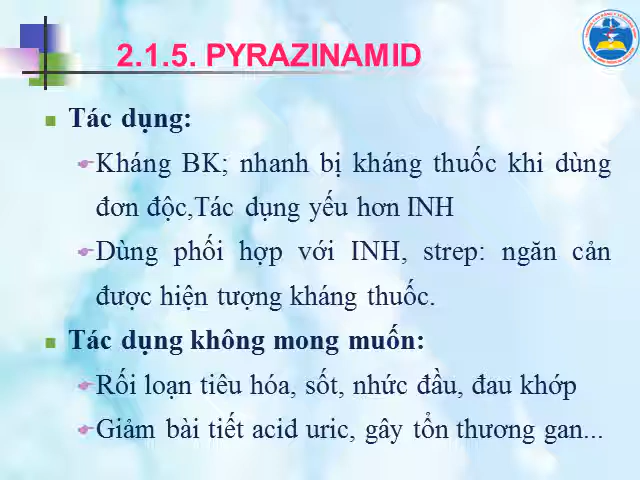 2.1.5. PYRAZINAMID
Tác dụng:
Kháng BK; nhanh bị kháng thuốc khi dùng
đơn độc,Tác dụng yếu hơn INH
Dùng phối hợp với INH, strep: ngăn cản
được hiện tượng kháng thuốc.
Tác dụng không mong muốn:
Rối loạn tiêu hóa, sốt, nhức đầu, đau khớp
Giảm bài tiết acid uric, gây tổn thương gan...